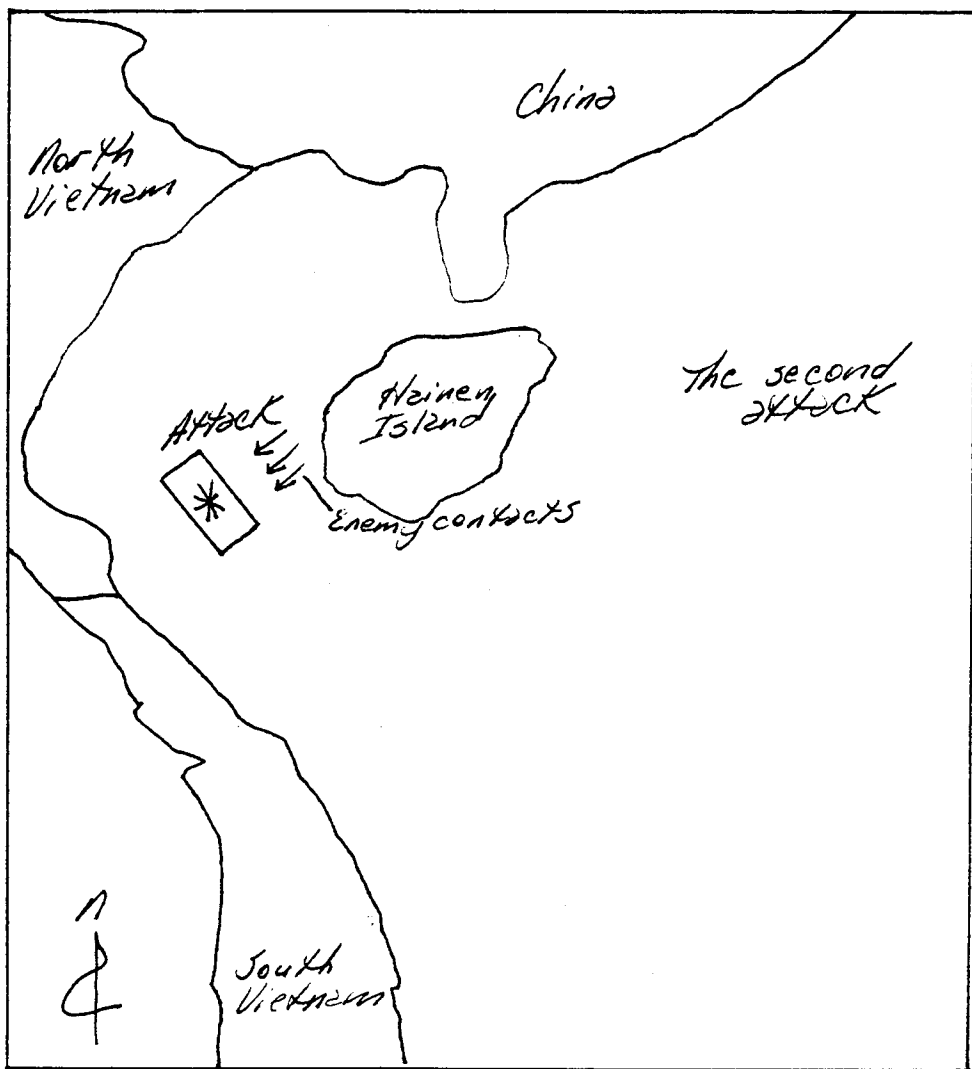 China
North
Vietnam
The second
attack
Hainen
Island
Attack
Enemy contacts
N
South
Vietnam